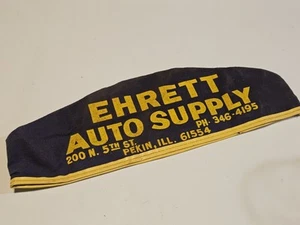 EHRETT
AUTO SUPPLY
200 N. 5TH ST. PH. 346-4195
PEKIN, ILL. 61554